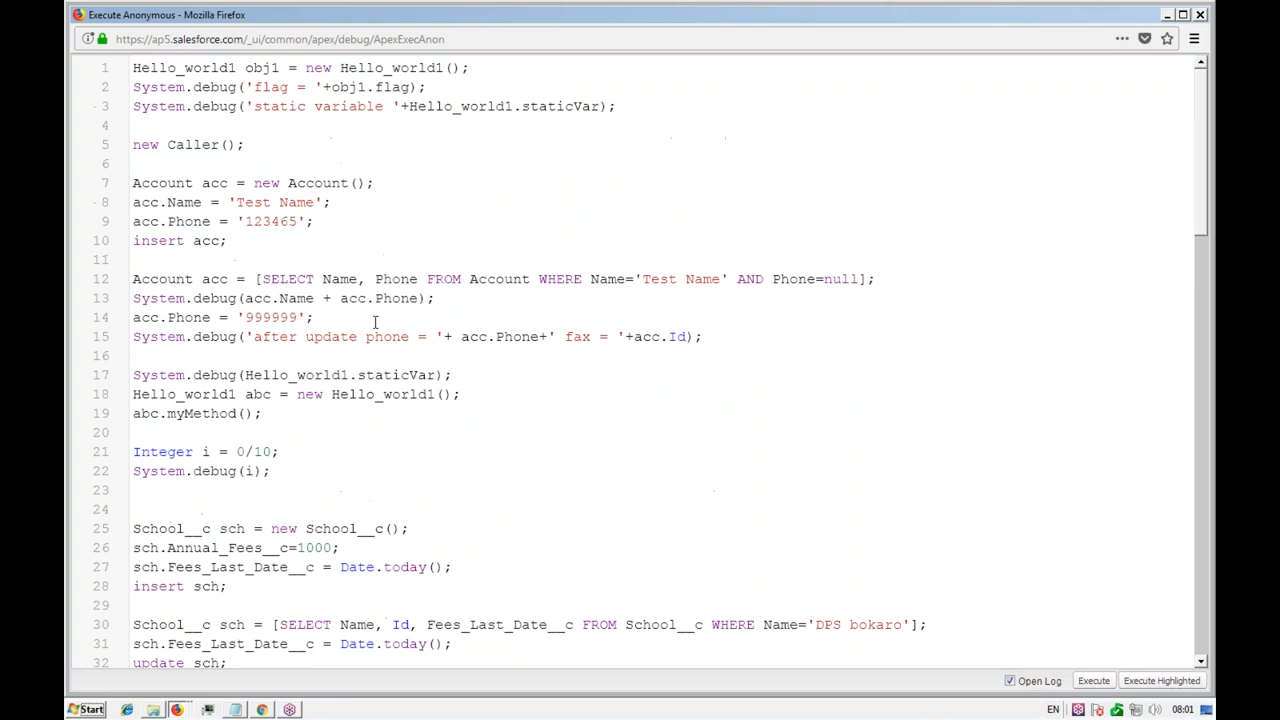 Execute Anonymous - Mozilla Firefox
https://ap5.salesforce.com/_ui/common/apex/debug/ApexExecAnon
1 Hello_world1 obj1 = new Hello_world1();
2 System.debug('flag = '+obj1.flag);
3 System.debug('static variable '+Hello_world1.staticVar);
4
5 new Caller();
6
7 Account acc = new Account();
8 acc.Name = 'Test Name';
9 acc.Phone = '123465';
10 insert acc;
11
12 Account acc = [SELECT Name, Phone FROM Account WHERE Name='Test Name' AND Phone=null];
13 System.debug(acc.Name + acc.Phone);
14 acc.Phone = '999999';
15 System.debug('after update phone = '+ acc.Phone+' fax = '+acc.Id);
16
17 System.debug(Hello_world1.staticVar);
18 Hello_world1 abc = new Hello_world1();
19 abc.myMethod();
20
21 Integer i = 0/10;
22 System.debug(i);
23
24
25 School__c sch = new School__c();
26 sch.Annual_Fees__c=1000;
27 sch.Fees_Last_Date__c = Date.today();
28 insert sch;
29
30 School__c sch = [SELECT Name, Id, Fees_Last_Date__c FROM School__c WHERE Name='DPS bokaro'];
31 sch.Fees_Last_Date__c = Date.today();
32 update sch;
Open Log Execute Execute Highlighted
Start EN 08:01